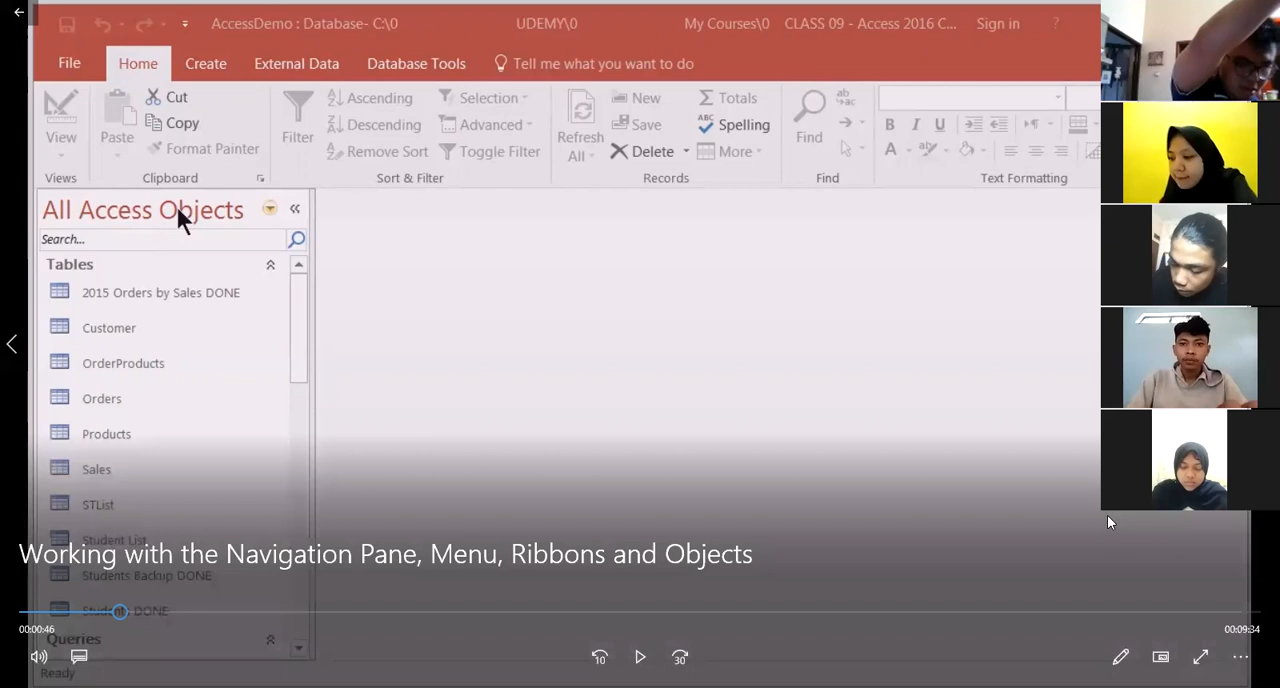 AccessDemo : Database- C:\0 UDEMY\0 My Courses\0 CLASS 09 - Access 2016 C... Sign in ?
File Home Create External Data Database Tools Tell me what you want to do
View
Views
Paste
Cut
Copy
Format Painter
Clipboard
Filter
Ascending
Descending
Remove Sort
Selection
Advanced
Toggle Filter
Sort & Filter
Refresh
All
New
Save
Delete
Totals
Spelling
More
Records
Find
Find
B I U
A
Text Formatting
All Access Objects
Search...
Tables
2015 Orders by Sales DONE
Customer
OrderProducts
Orders
Products
Sales
STList
Student List
Working with the Navigation Pane, Menu, Ribbons and Objects
Students Backup DONE
Students DONE
00:00:46 00:09:34
Queries
10 30
Ready